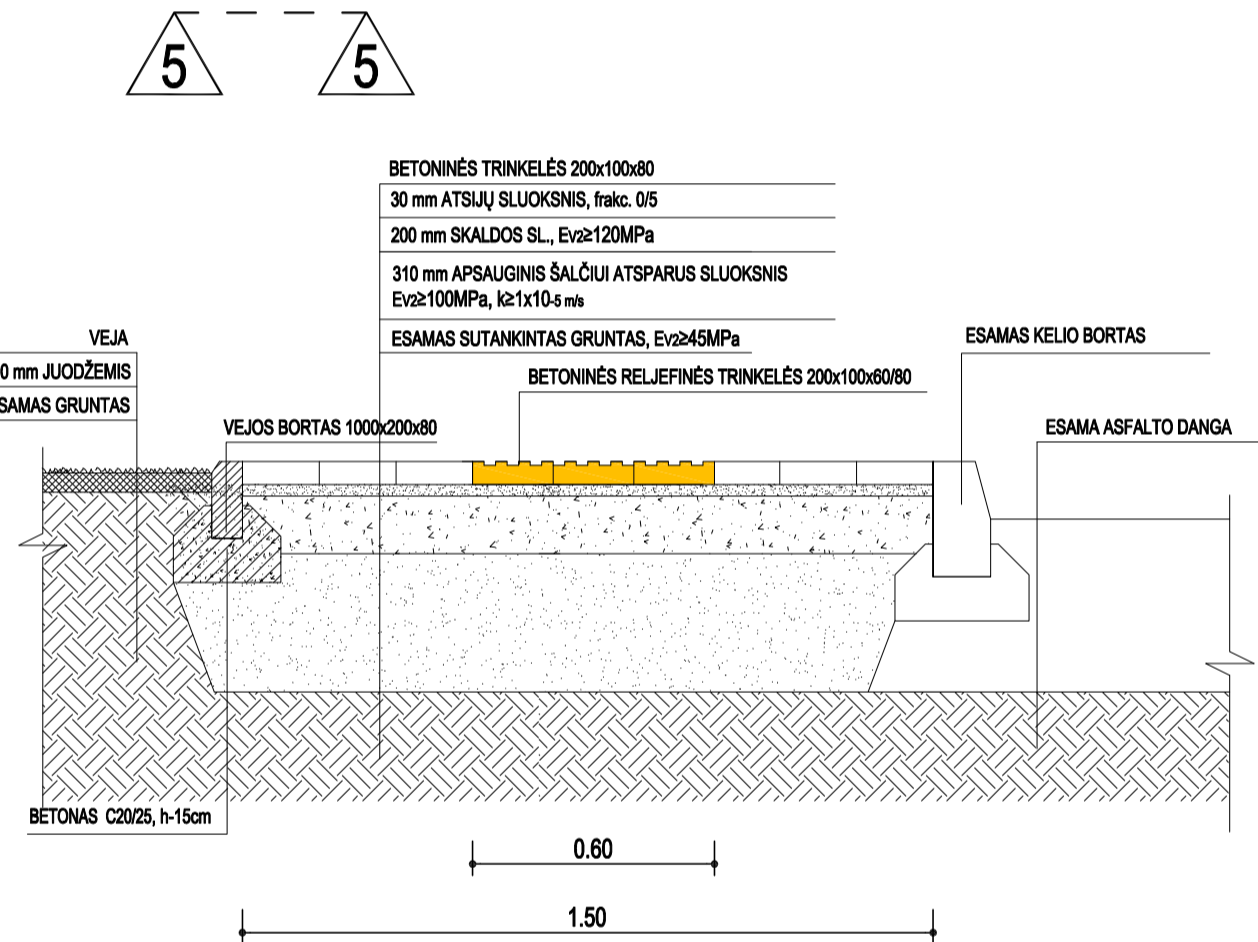 5 5
BETONINĖS TRINKELĖS 200x100x80
30 mm ATSIJŲ SLUOKSNIS, frakc. 0/5
200 mm SKALDOS SL., Ev2≥120MPa
310 mm APSAUGINIS ŠALČIUI ATSPARUS SLUOKSNIS
Ev2≥100MPa, k≥1x10-5 m/s
ESAMAS SUTANKINTAS GRUNTAS, Ev2≥45MPa
VEJA
0 mm JUODŽEMIS
SAMAS GRUNTAS
VEJOS BORTAS 1000x200x80
BETONINĖS RELJEFINĖS TRINKELĖS 200x100x60/80
ESAMAS KELIO BORTAS
ESAMA ASFALTO DANGA
BETONAS C20/25, h-15cm
0.60
1.50